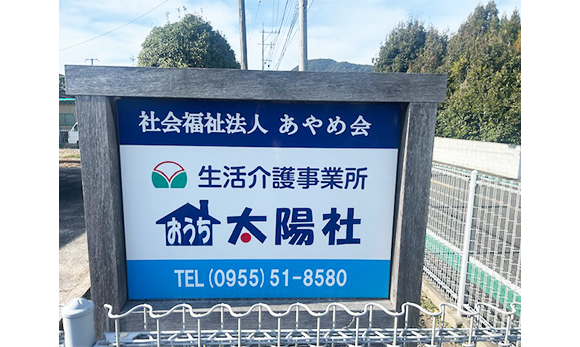 社会福祉法人 あやめ会
生活介護事業所
おうち 太陽社
TEL(0955)51-8580